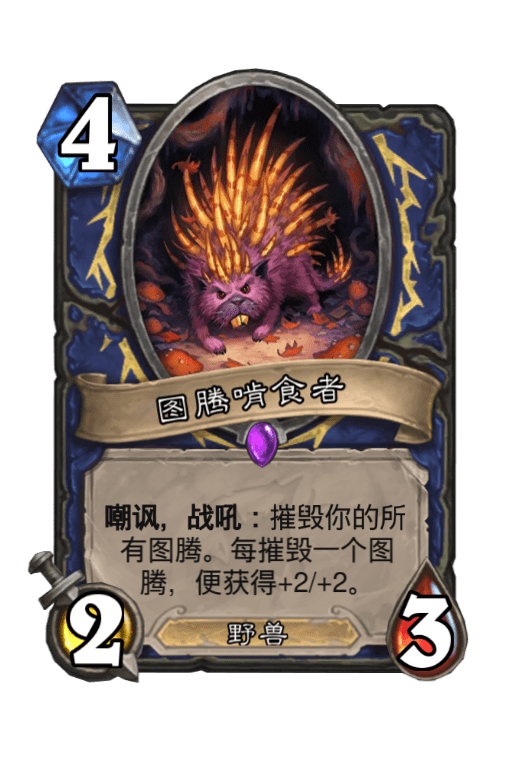 4
图腾啃食者
嘲讽，战吼：摧毁你的所
有图腾。每摧毁一个图
腾，便获得+2/+2。
2
野兽
3